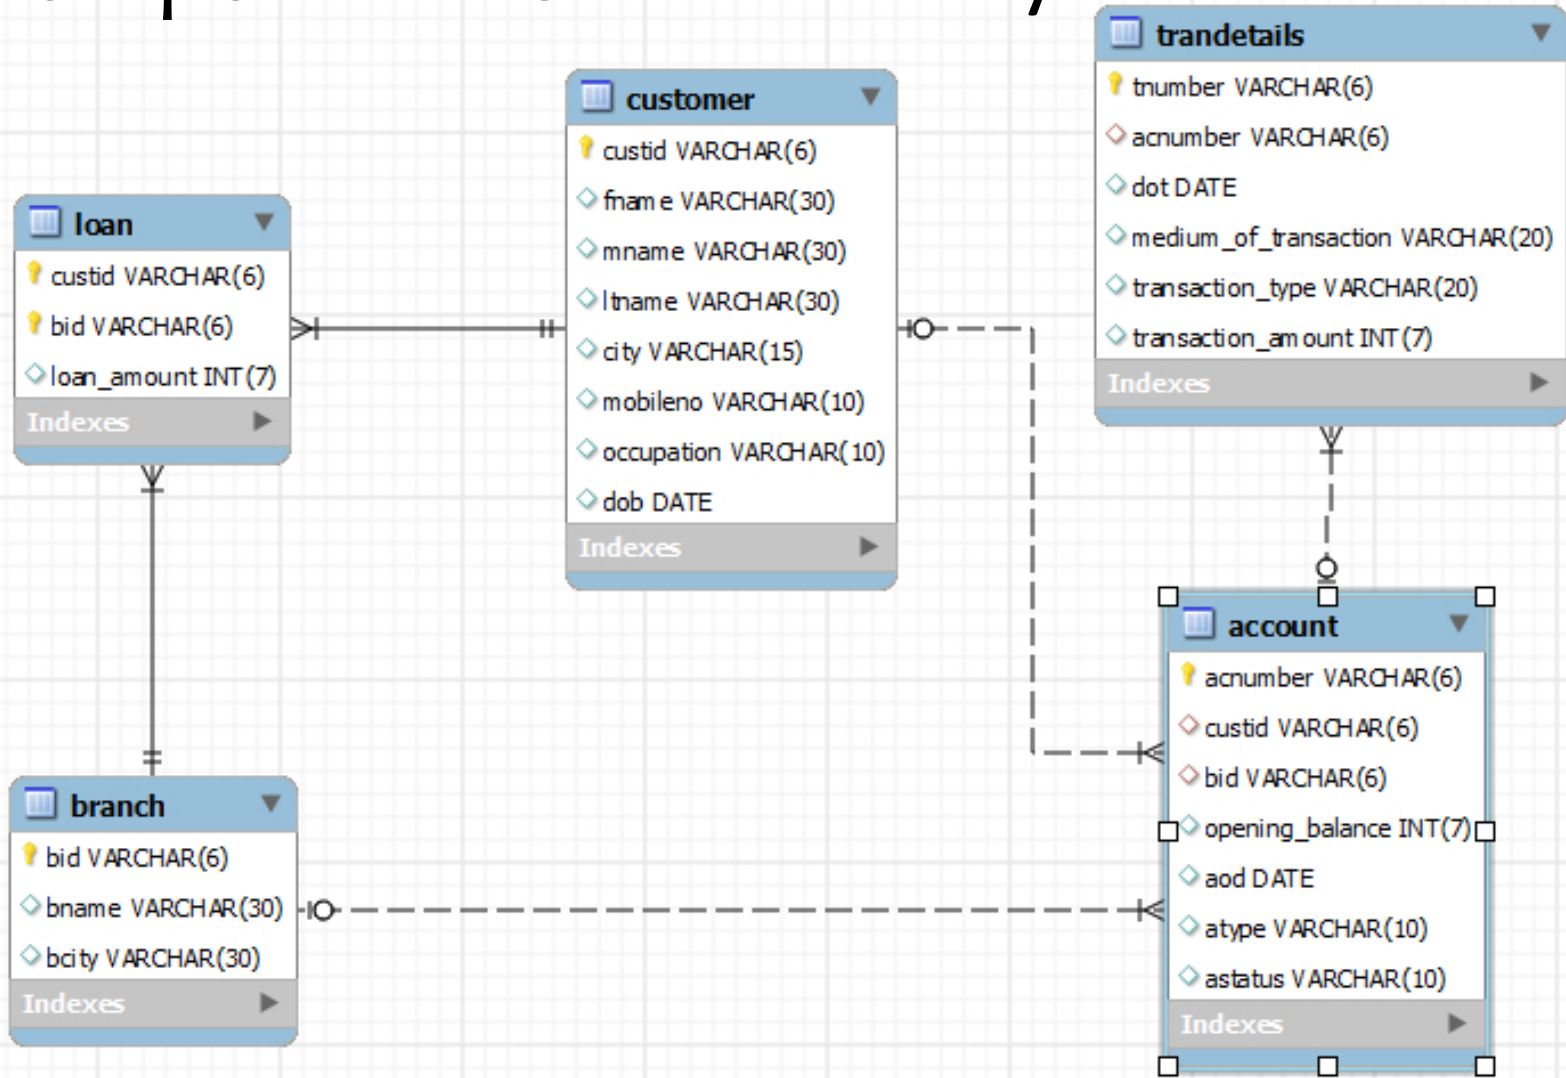 trandetails
tnumber VARCHAR(6)
acnumber VARCHAR(6)
dot DATE
medium_of_transaction VARCHAR(20)
transaction_type VARCHAR(20)
transaction_amount INT(7)
Indexes
customer
custid VARCHAR(6)
fname VARCHAR(30)
mname VARCHAR(30)
ltname VARCHAR(30)
city VARCHAR(15)
mobileno VARCHAR(10)
occupation VARCHAR(10)
dob DATE
Indexes
loan
custid VARCHAR(6)
bid VARCHAR(6)
loan_amount INT(7)
Indexes
account
acnumber VARCHAR(6)
custid VARCHAR(6)
bid VARCHAR(6)
opening_balance INT(7)
aod DATE
atype VARCHAR(10)
astatus VARCHAR(10)
Indexes
branch
bid VARCHAR(6)
bname VARCHAR(30)
bcity VARCHAR(30)
Indexes